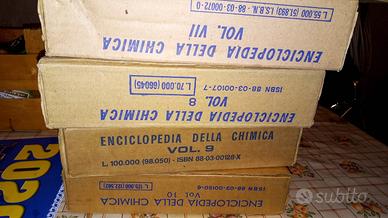 L. 55.000 (51.893) I.S.B.N. 88-03-00072-0
ENCICLOPEDIA DELLA CHIMICA
VOL. VII
L. 70.000 (66045)
ISBN 88-03-00107-7
VOL. 8
ENCICLOPEDIA DELLA CHIMICA
ENCICLOPEDIA DELLA CHIMICA
VOL. 9
L. 100.000 (98.050) - ISBN 88-03-00128-X
ENCICLOPEDIA DELLA CHIMICA
Vol. 10
subito